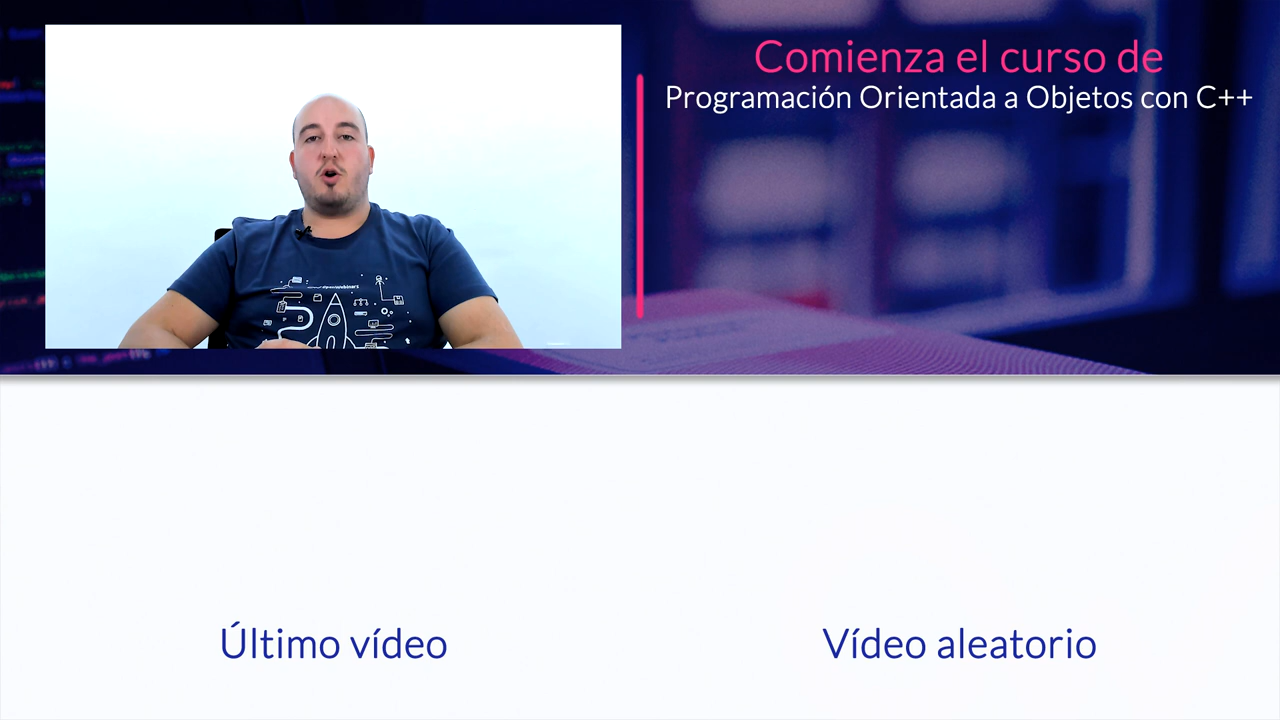 Comienza el curso de
Programación Orientada a Objetos con C++
Último vídeo
Vídeo aleatorio